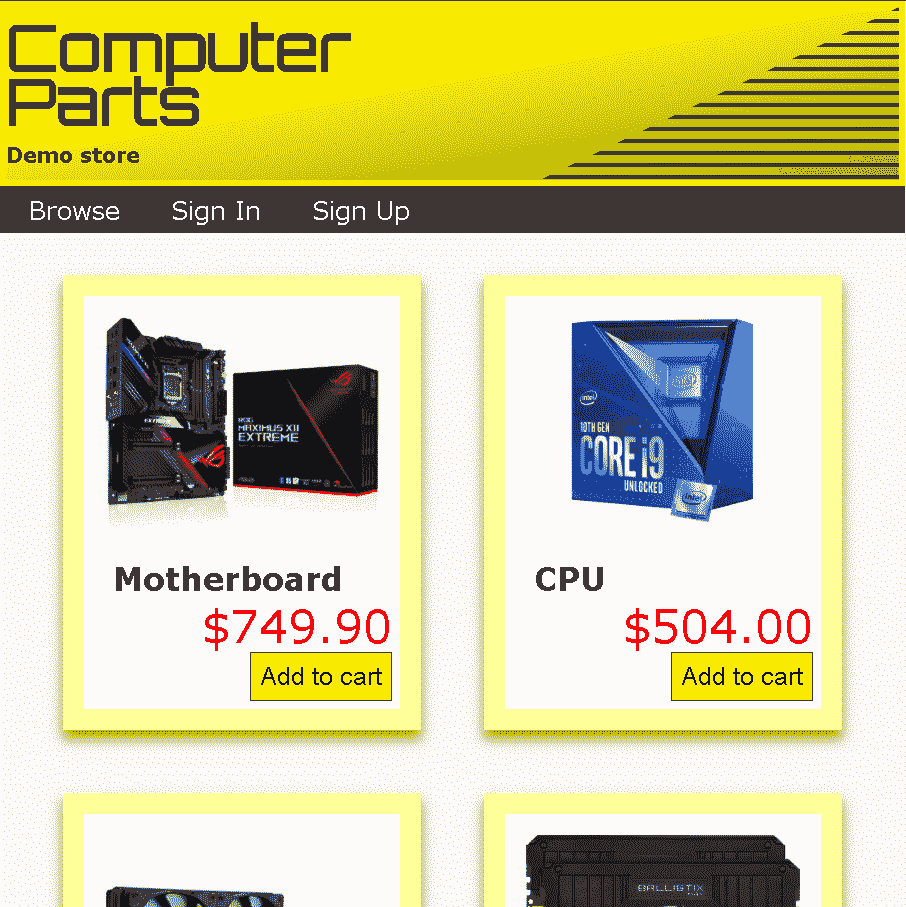 Computer
Parts
Demo store
Browse Sign In Sign Up
ROG
MAXIMUS XII
EXTREME
intel
10TH GEN
CORE i9
UNLOCKED
intel
Motherboard
CPU
$749.90
$504.00
Add to cart
Add to cart
BALLISTIX